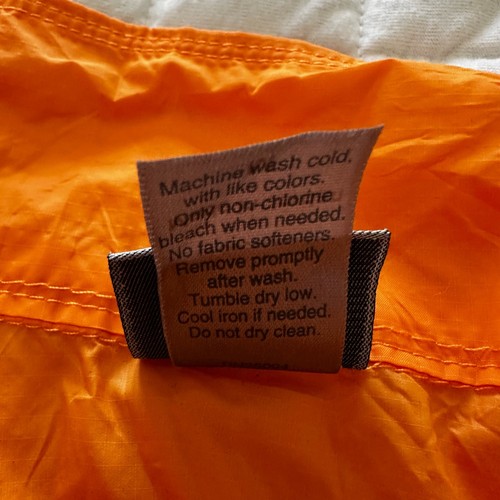 Machine wash cold,
with like colors.
Only non-chlorine
bleach when needed.
No fabric softeners.
Remove promptly
after wash.
Tumble dry low.
Cool iron if needed.
Do not dry clean.